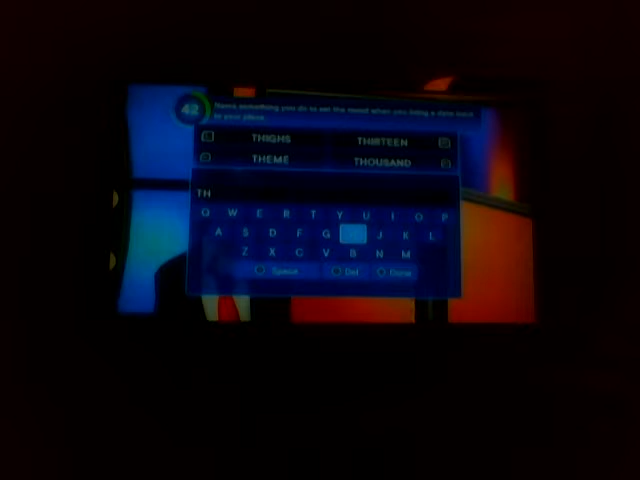 42
Name something you do to set the mood when you bring a date back
to your place.
THIGHS THIRTEEN
THEME THOUSAND
TH
Q W E R T Y U I O P
A S D F G H J K L
Z X C V B N M
Space Del Done